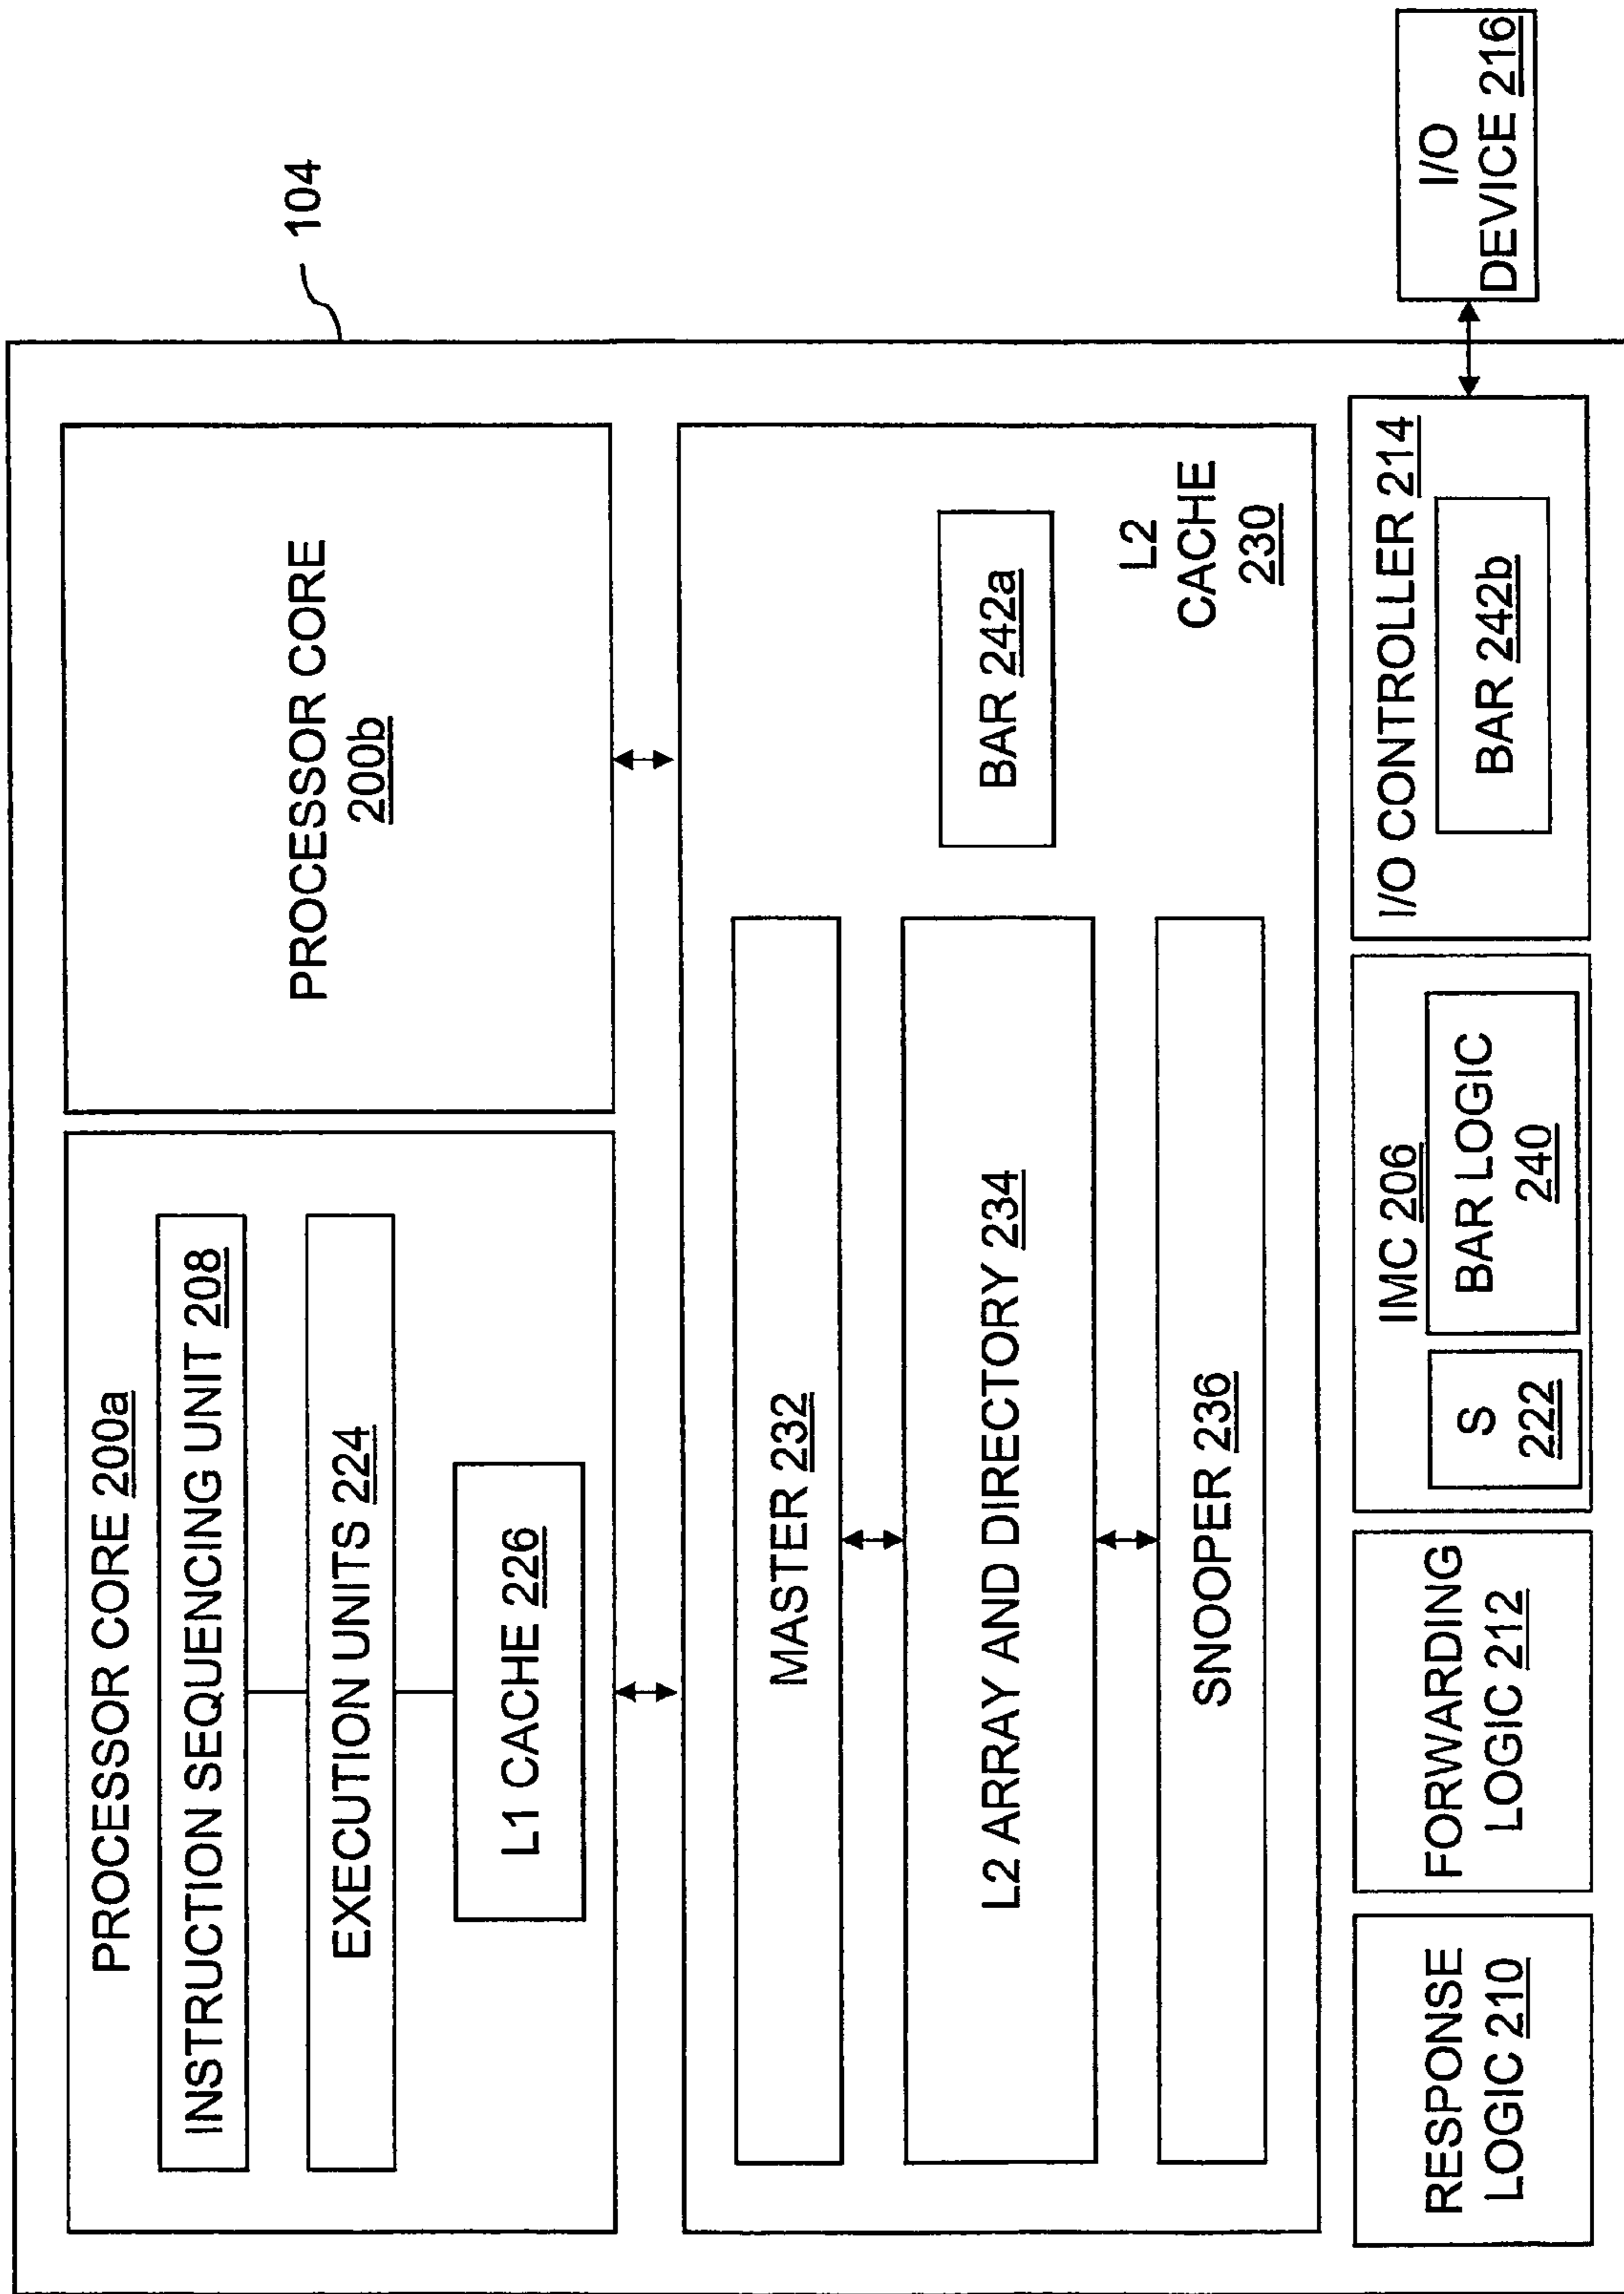 104
PROCESSOR CORE 200a
INSTRUCTION SEQUENCING UNIT 208
EXECUTION UNITS 224
L1 CACHE 226
PROCESSOR CORE
200b
MASTER 232
L2 ARRAY AND DIRECTORY 234
SNOOPER 236
BAR 242a
L2
CACHE
230
RESPONSE
LOGIC 210
FORWARDING
LOGIC 212
IMC 206
S
222
BAR LOGIC
240
I/O CONTROLLER 214
BAR 242b
I/O
DEVICE 216